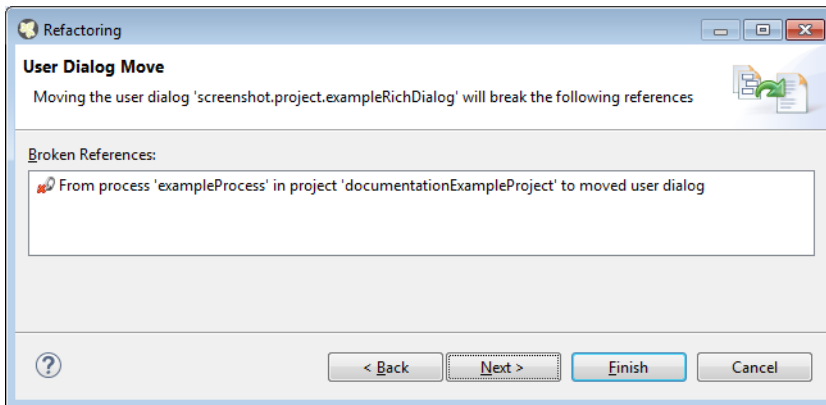 Refactoring
User Dialog Move
Moving the user dialog 'screenshot.project.exampleRichDialog' will break the following references
Broken References:
From process 'exampleProcess' in project 'documentationExampleProject' to moved user dialog
? < Back Next > Finish Cancel